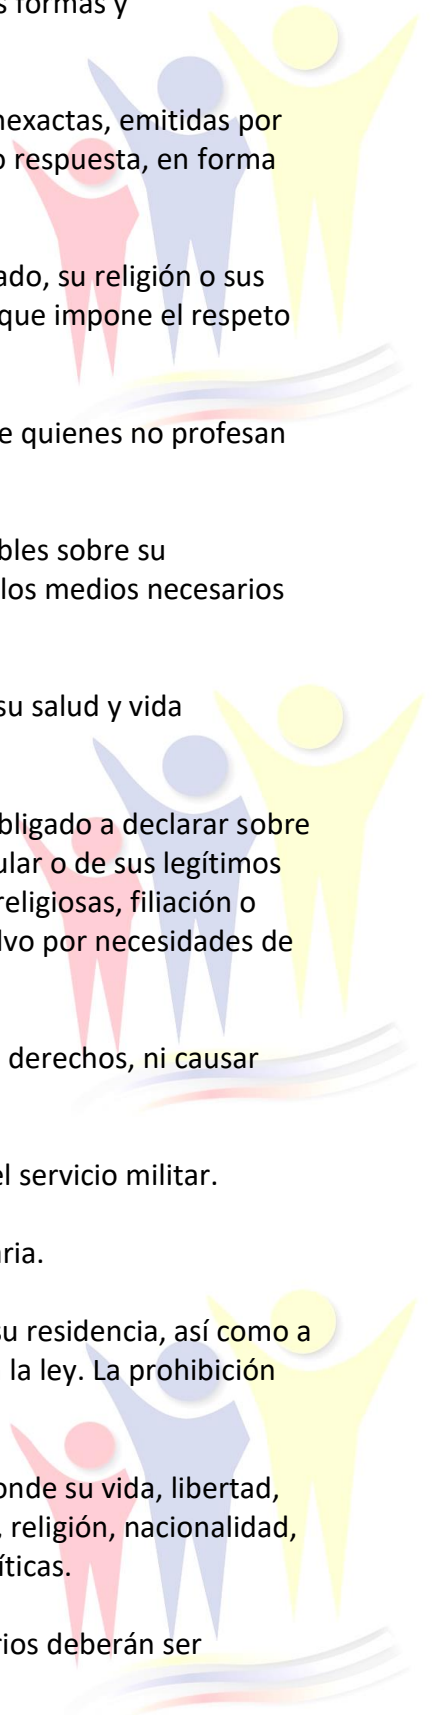 s formas y
nexactas, emitidas por
o respuesta, en forma
ado, su religión o sus
que impone el respeto
e quienes no profesan
bles sobre su
los medios necesarios
su salud y vida
bligado a declarar sobre
ular o de sus legítimos
religiosas, filiación o
lvo por necesidades de
derechos, ni causar
el servicio militar.
aria.
su residencia, así como a
la ley. La prohibición
onde su vida, libertad,
, religión, nacionalidad,
íticas.
rios deberán ser